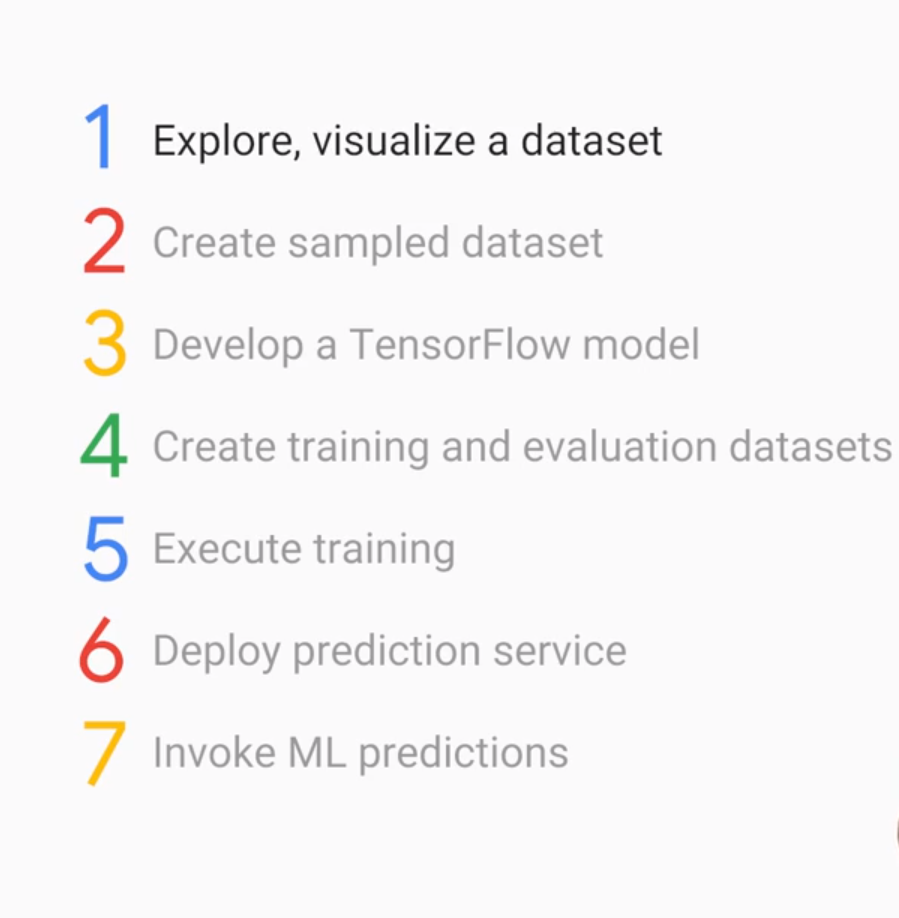 1 Explore, visualize a dataset
2 Create sampled dataset
3 Develop a TensorFlow model
4 Create training and evaluation datasets
5 Execute training
6 Deploy prediction service
7 Invoke ML predictions